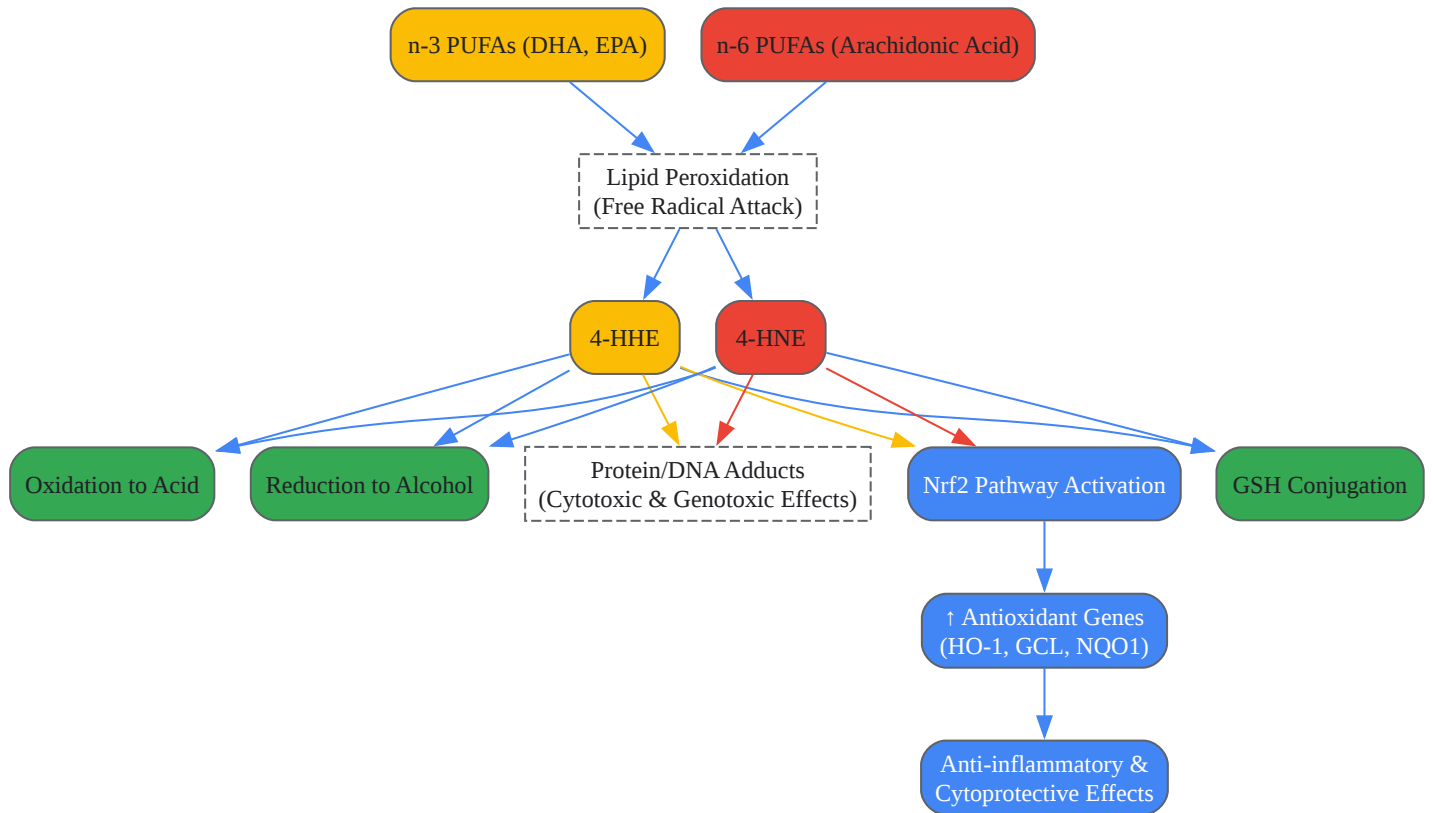 n-3 PUFAs (DHA, EPA)
n-6 PUFAs (Arachidonic Acid)
Lipid Peroxidation
(Free Radical Attack)
4-HHE
4-HNE
Oxidation to Acid
Reduction to Alcohol
Protein/DNA Adducts
(Cytotoxic & Genotoxic Effects)
Nrf2 Pathway Activation
GSH Conjugation
↑ Antioxidant Genes
(HO-1, GCL, NQO1)
Anti-inflammatory &
Cytoprotective Effects